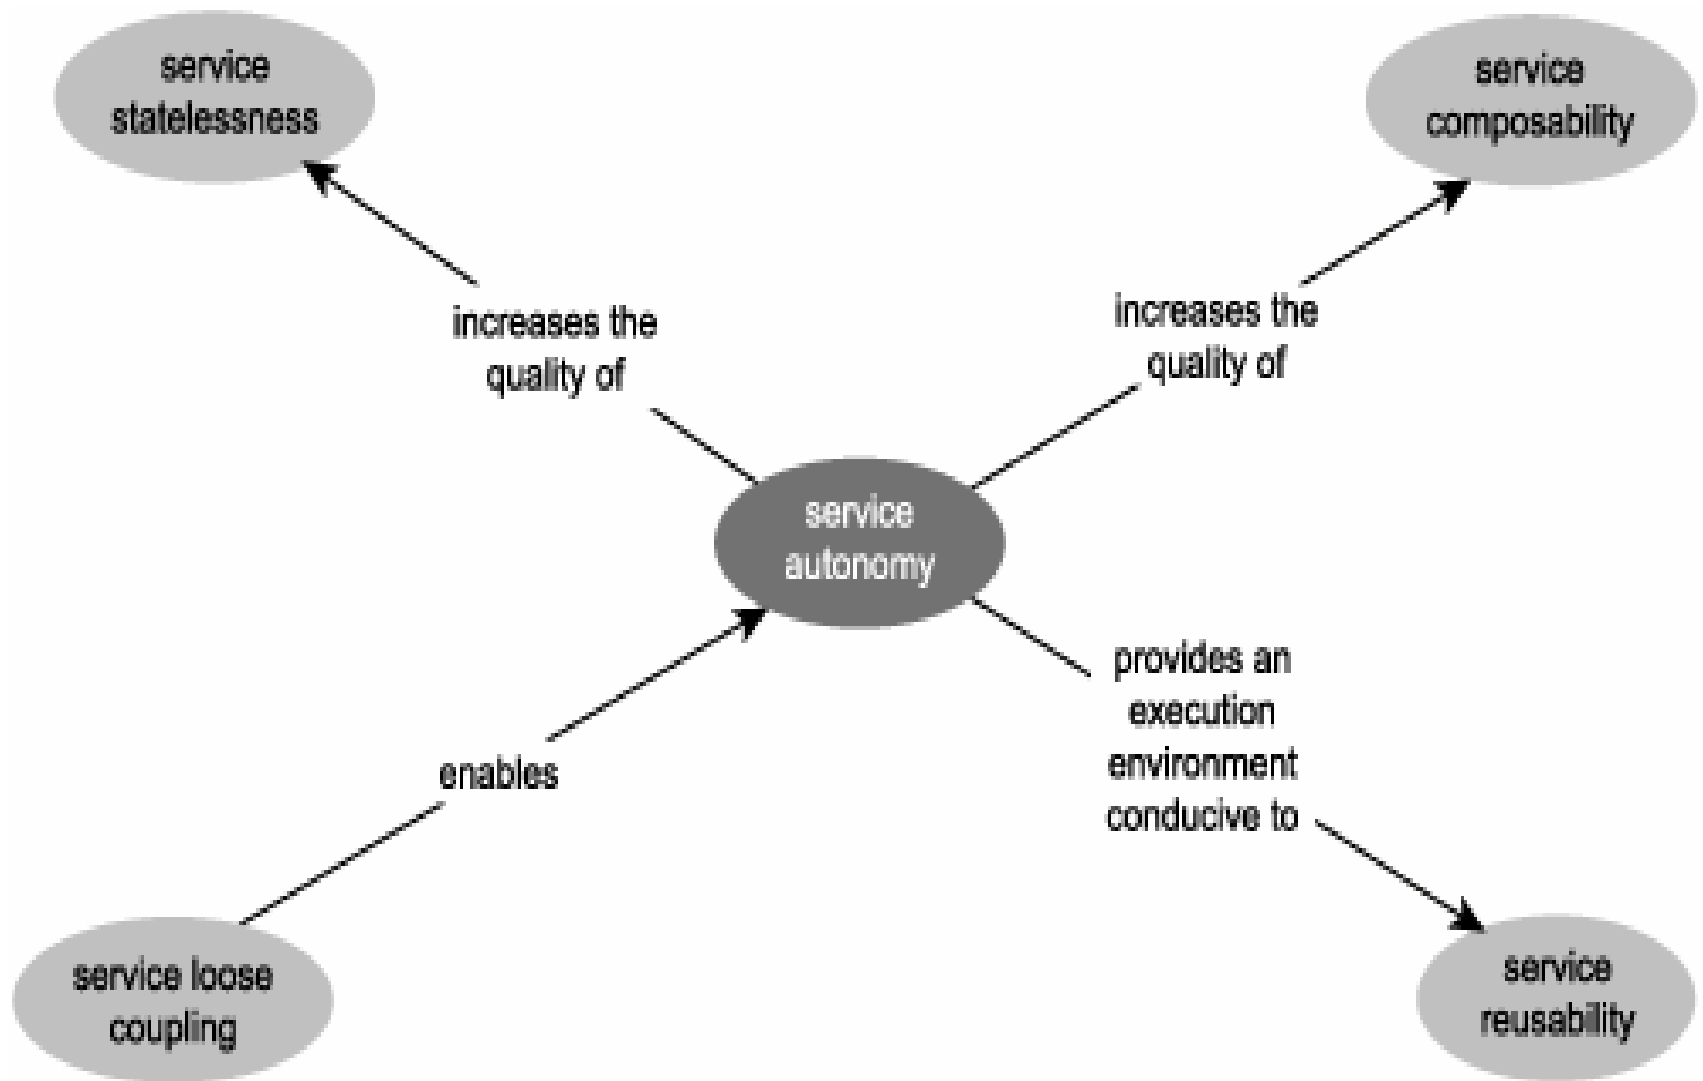 service
statelessness
service
composability
increases the
quality of
increases the
quality of
service
autonomy
provides an
execution
environment
conducive to
enables
service loose
coupling
service
reusability